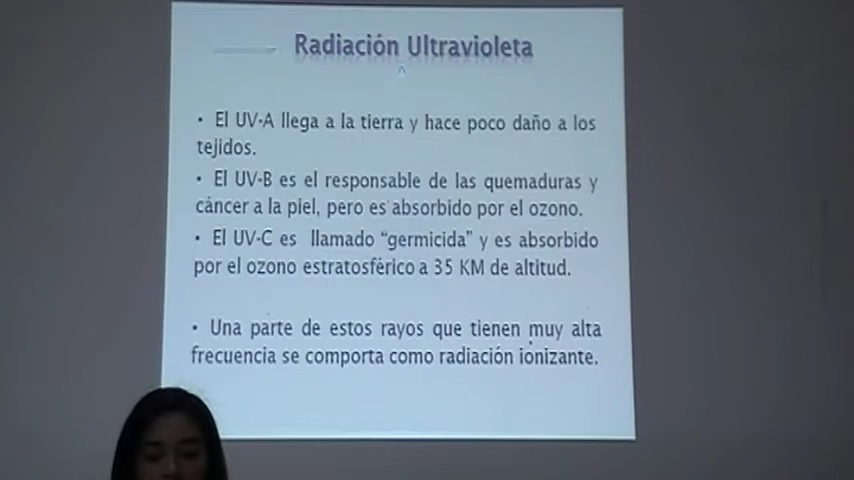 Radiación Ultravioleta
• El UV-A llega a la tierra y hace poco daño a los
tejidos.
• El UV-B es el responsable de las quemaduras y
cáncer a la piel, pero es absorbido por el ozono.
• El UV-C es llamado “germicida” y es absorbido
por el ozono estratosférico a 35 KM de altitud.
• Una parte de estos rayos que tienen muy alta
frecuencia se comporta como radiación ionizante.